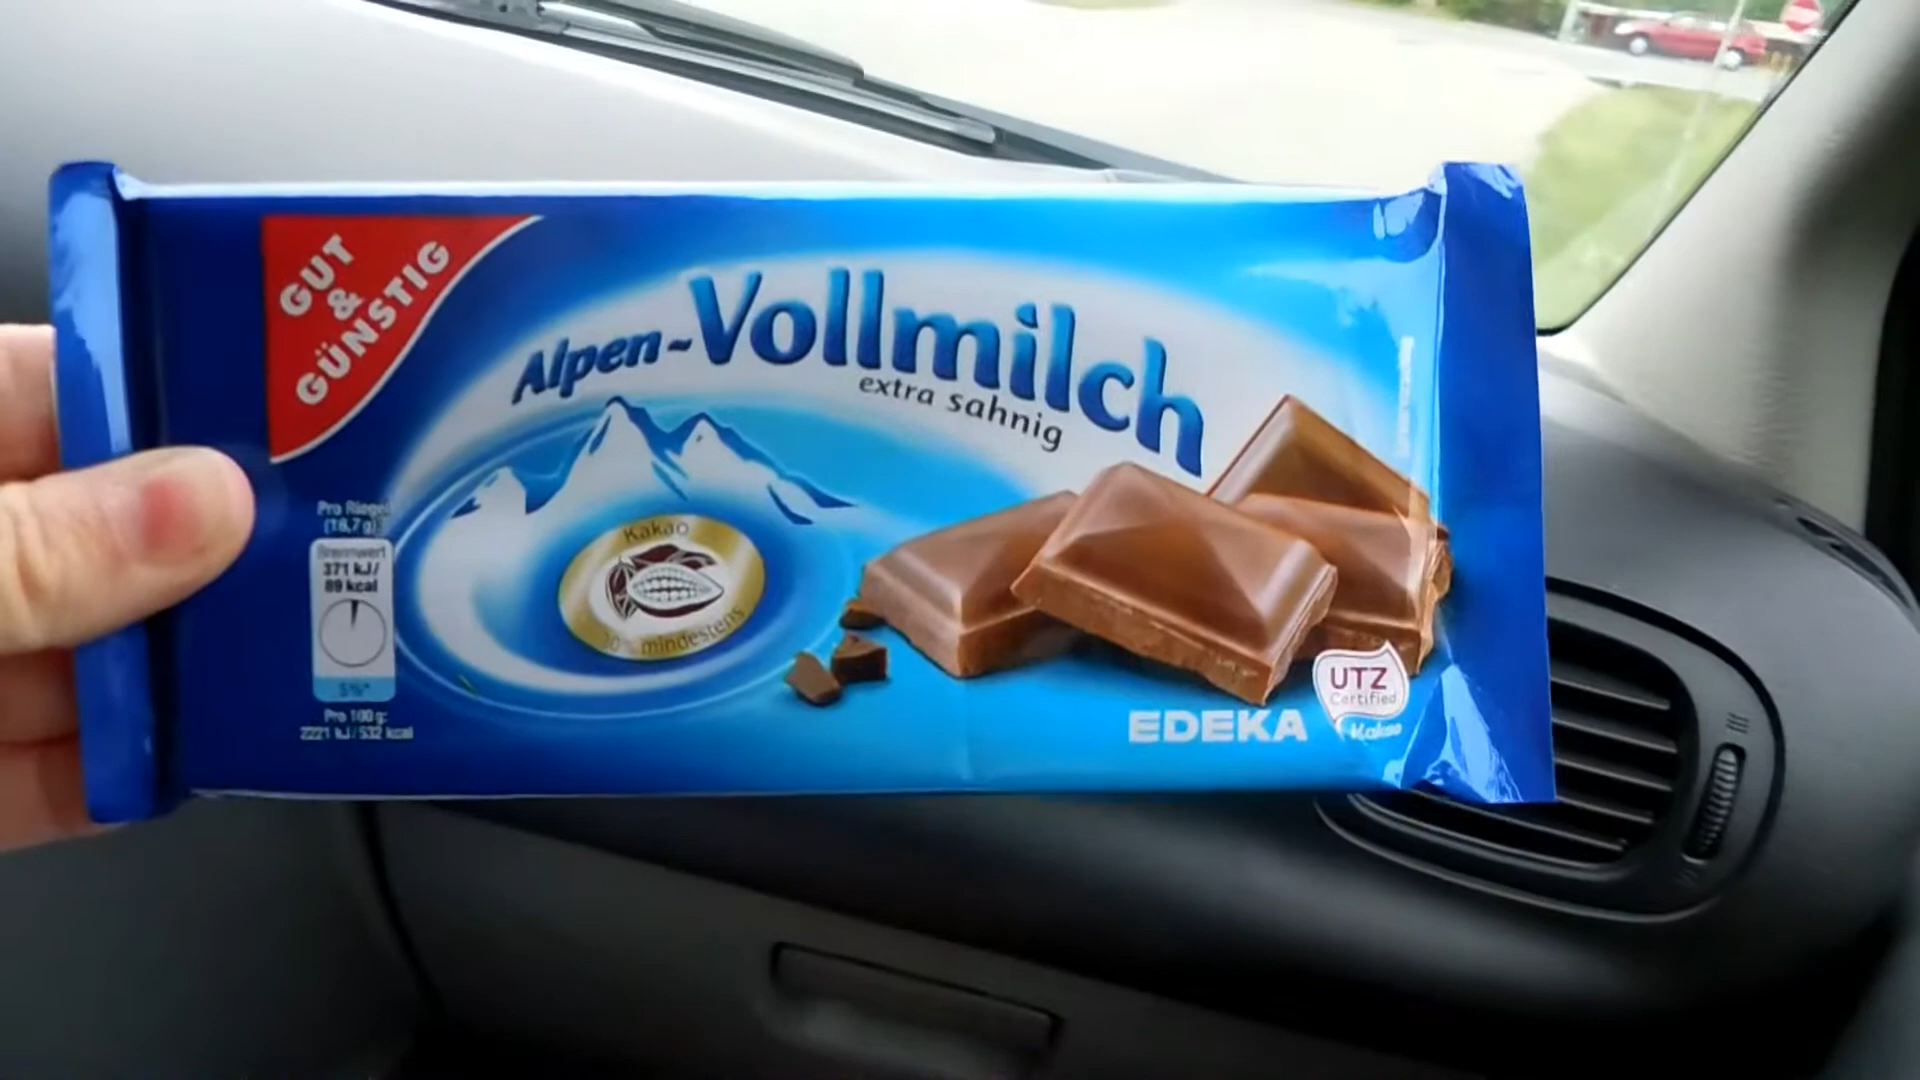 GUT
&
GÜNSTIG
Alpen-Vollmilch
extra sahnig
Kakao
mindestens
Pro Riegel
(16,7 g):
Brennwert
371 kJ/
89 kcal
5%*
Pro 100 g:
2221 kJ/532 kcal
EDEKA
UTZ
Certified
Kakao